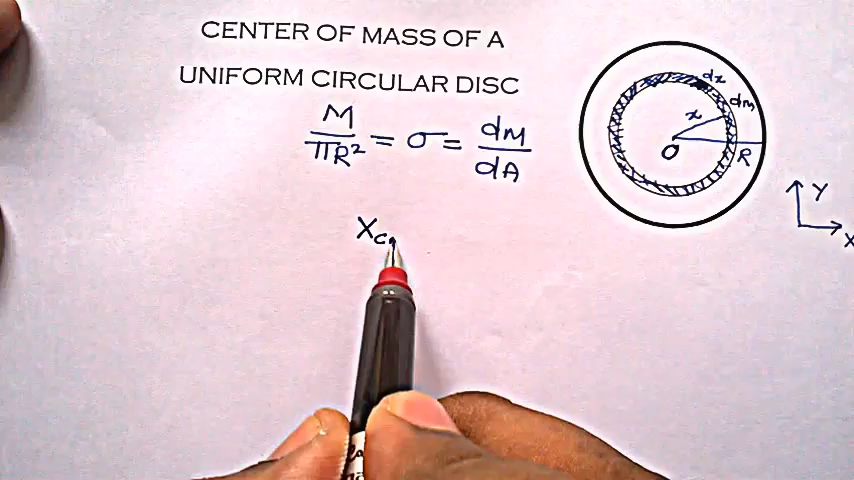 CENTER OF MASS OF A
UNIFORM CIRCULAR DISC
M/πR² = σ = dM/dA
Xc
dx
dm
x
O
R
Y
X